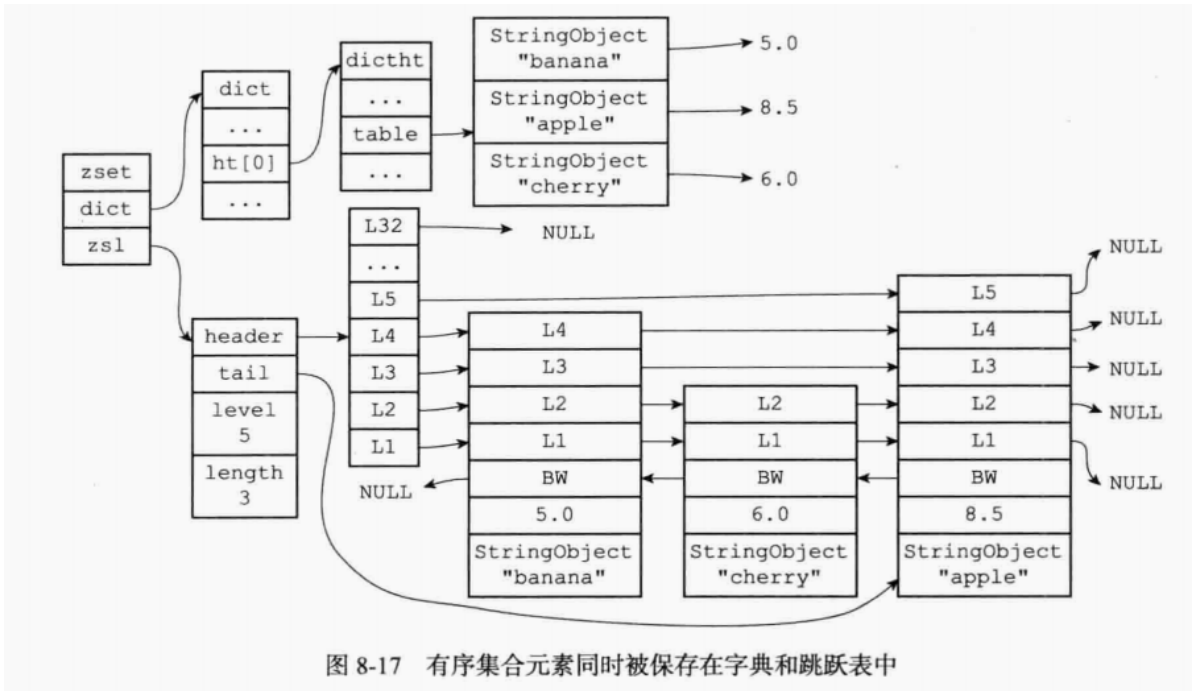 zset
dict
zsl
dict
...
ht[0]
...
dictht
...
table
...
StringObject
"banana"
StringObject
"apple"
StringObject
"cherry"
5.0
8.5
6.0
header
tail
level
5
length
3
L32
...
L5
L4
L3
L2
L1
NULL
NULL
L4
L3
L2
L1
BW
5.0
StringObject
"banana"
L2
L1
BW
6.0
StringObject
"cherry"
L5
L4
L3
L2
L1
BW
8.5
StringObject
"apple"
NULL
NULL
NULL
NULL
NULL
图 8-17 有序集合元素同时被保存在字典和跳跃表中